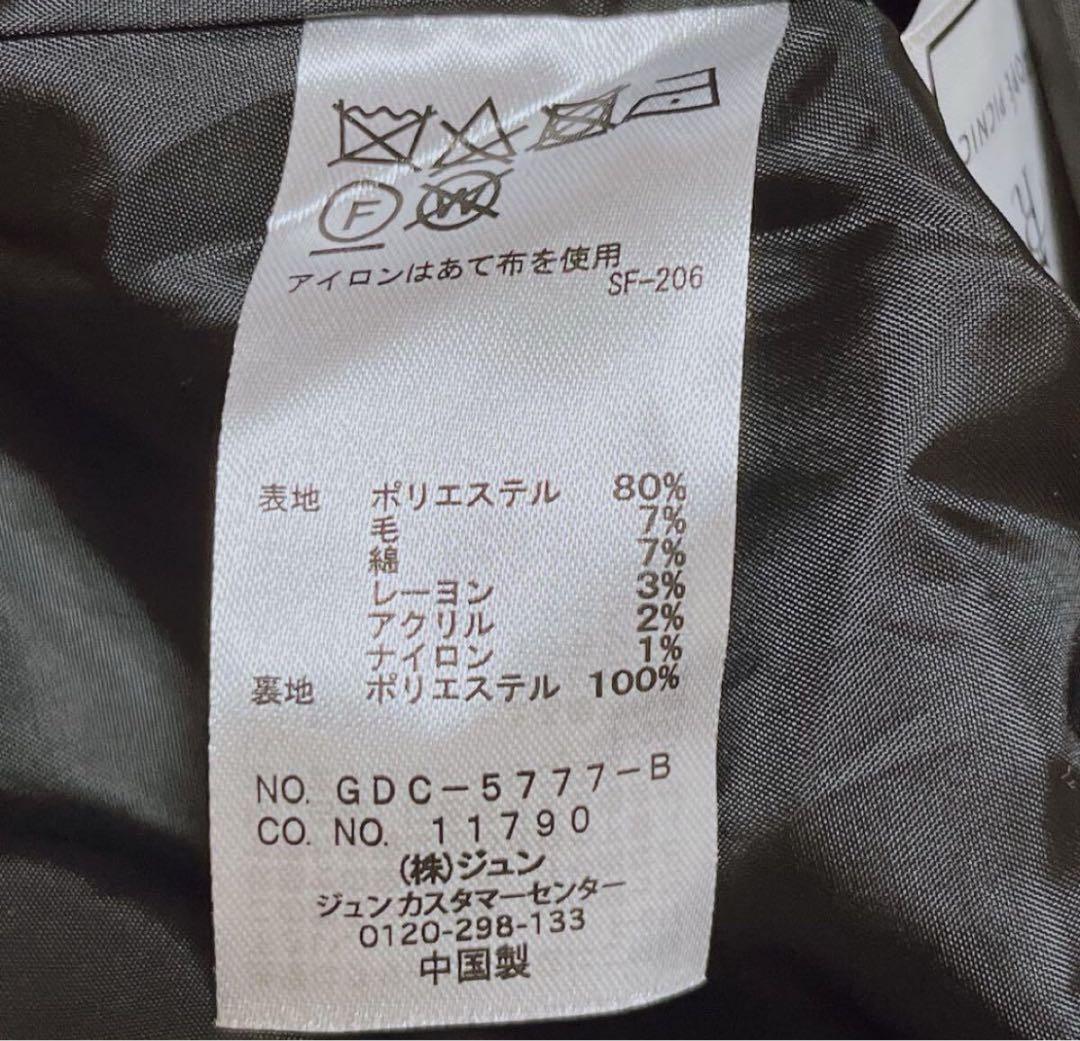 F W
アイロンはあて布を使用
SF-206
表地 ポリエステル 80%
毛 7%
綿 7%
レーヨン 3%
アクリル 2%
ナイロン 1%
裏地 ポリエステル 100%
NO. GDC-5777-B
CO. NO. 11790
(株)ジュン
ジュンカスタマーセンター
0120-298-133
中国製
PICNIC